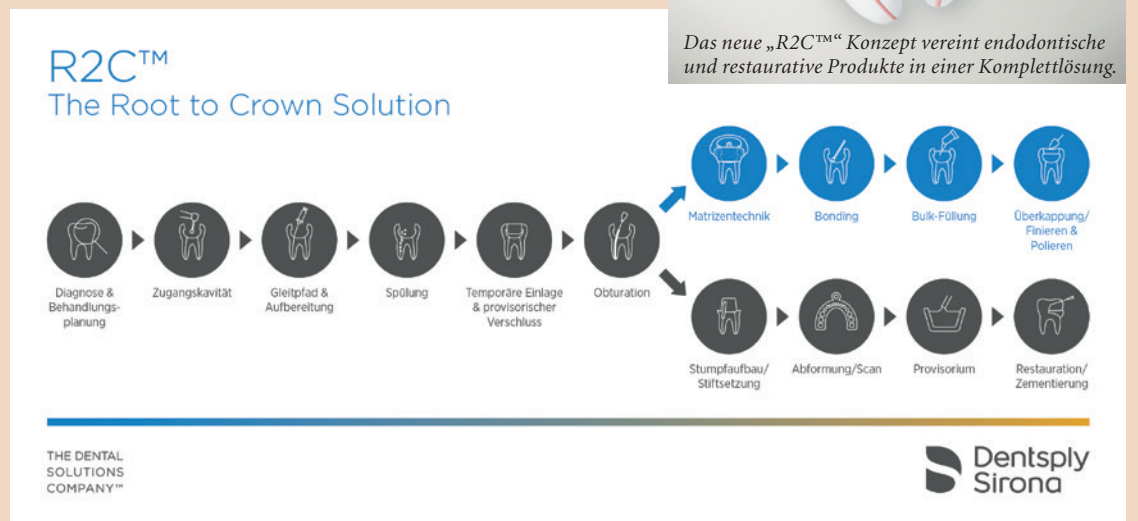 Das neue „R2C™“ Konzept vereint endodontische
und restaurative Produkte in einer Komplettlösung.
R2C™
The Root to Crown Solution
Diagnose &
Behandlungs-
planung
Zugangskavität
Gleitpfad &
Aufbereitung
Spülung
Temporäre Einlage
& provisorischer
Verschluss
Obturation
Matrizentechnik
Bonding
Bulk-Füllung
Überkappung/
Finieren &
Polieren
Stumpfaufbau/
Stiftsetzung
Abformung/Scan
Provisorium
Restauration/
Zementierung
THE DENTAL
SOLUTIONS
COMPANY™
Dentsply
Sirona